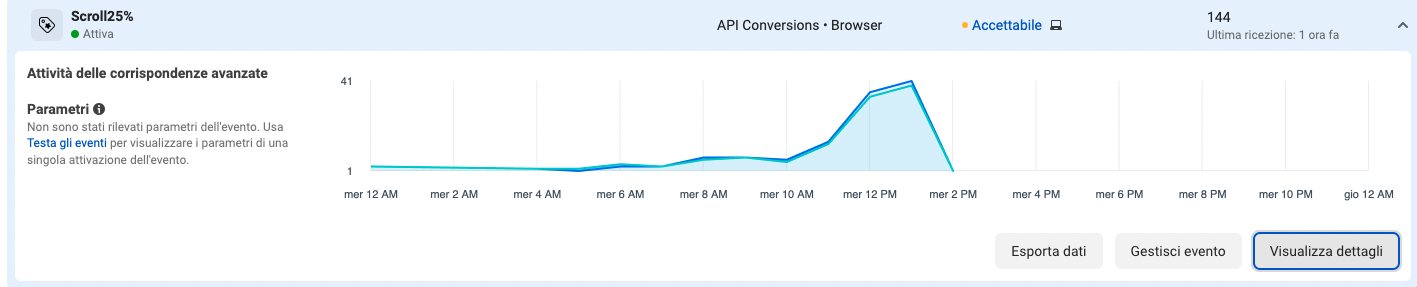 Scroll25%
Attiva
API Conversions • Browser
Accettabile
144
Ultima ricezione: 1 ora fa
Attività delle corrispondenze avanzate
Parametri
Non sono stati rilevati parametri dell'evento. Usa
Testa gli eventi per visualizzare i parametri di una
singola attivazione dell'evento.
41
1
mer 12 AM mer 2 AM mer 4 AM mer 6 AM mer 8 AM mer 10 AM mer 12 PM mer 2 PM mer 4 PM mer 6 PM mer 8 PM mer 10 PM gio 12 AM
Esporta dati Gestisci evento Visualizza dettagli